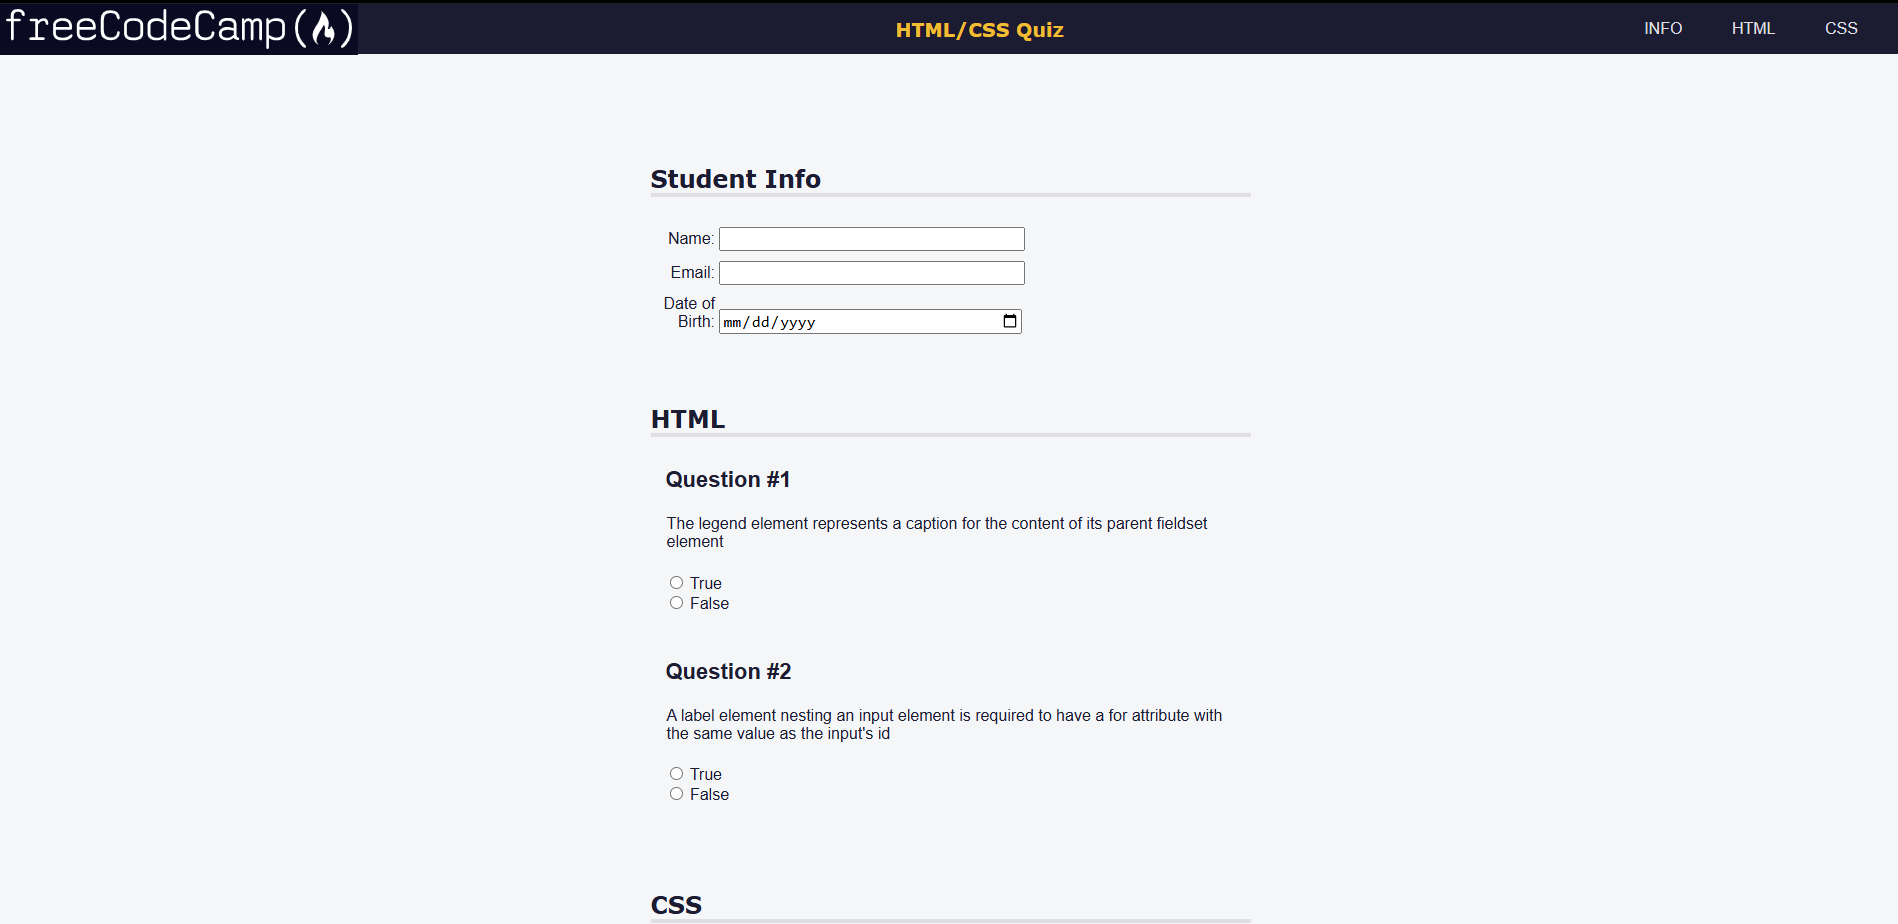 freeCodeCamp
HTML/CSS Quiz
INFO
HTML
CSS
Student Info
Name:
Email:
Date of
Birth:
mm/dd/yyyy
HTML
Question #1
The legend element represents a caption for the content of its parent fieldset
element
True
False
Question #2
A label element nesting an input element is required to have a for attribute with
the same value as the input's id
True
False
CSS